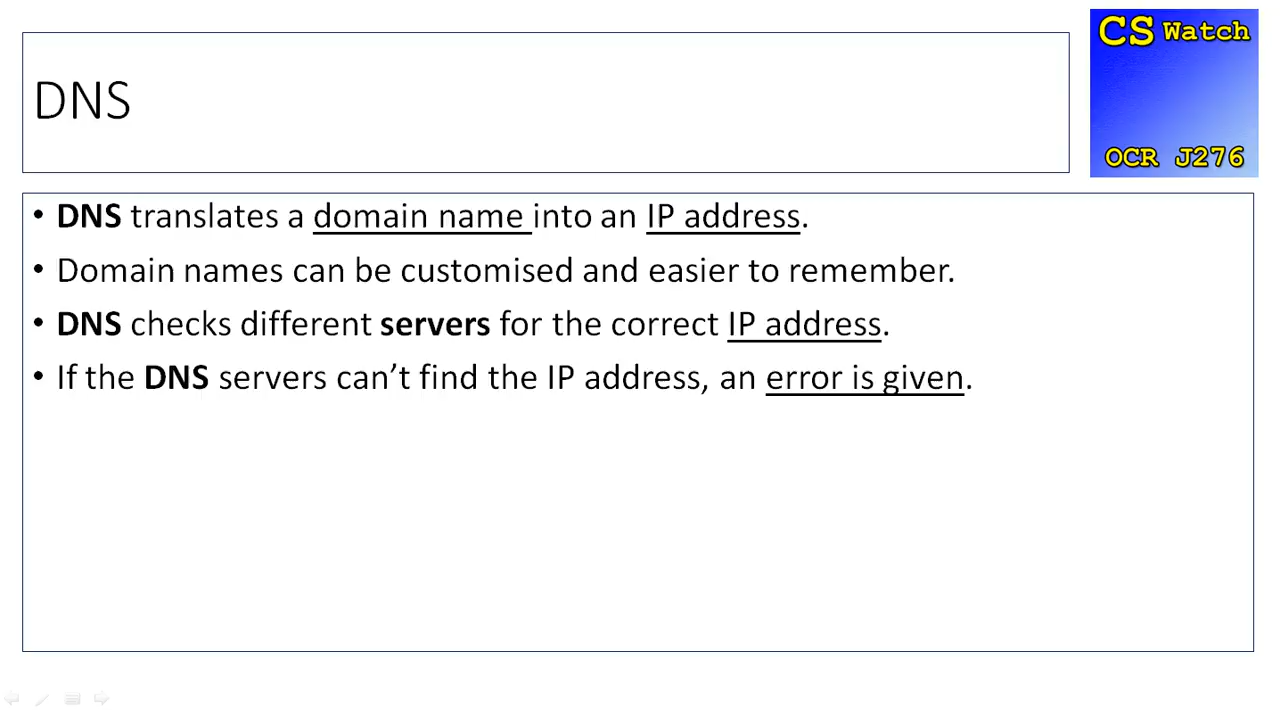 CS Watch
DNS
OCR J276
• DNS translates a domain name into an IP address.
• Domain names can be customised and easier to remember.
• DNS checks different servers for the correct IP address.
• If the DNS servers can’t find the IP address, an error is given.